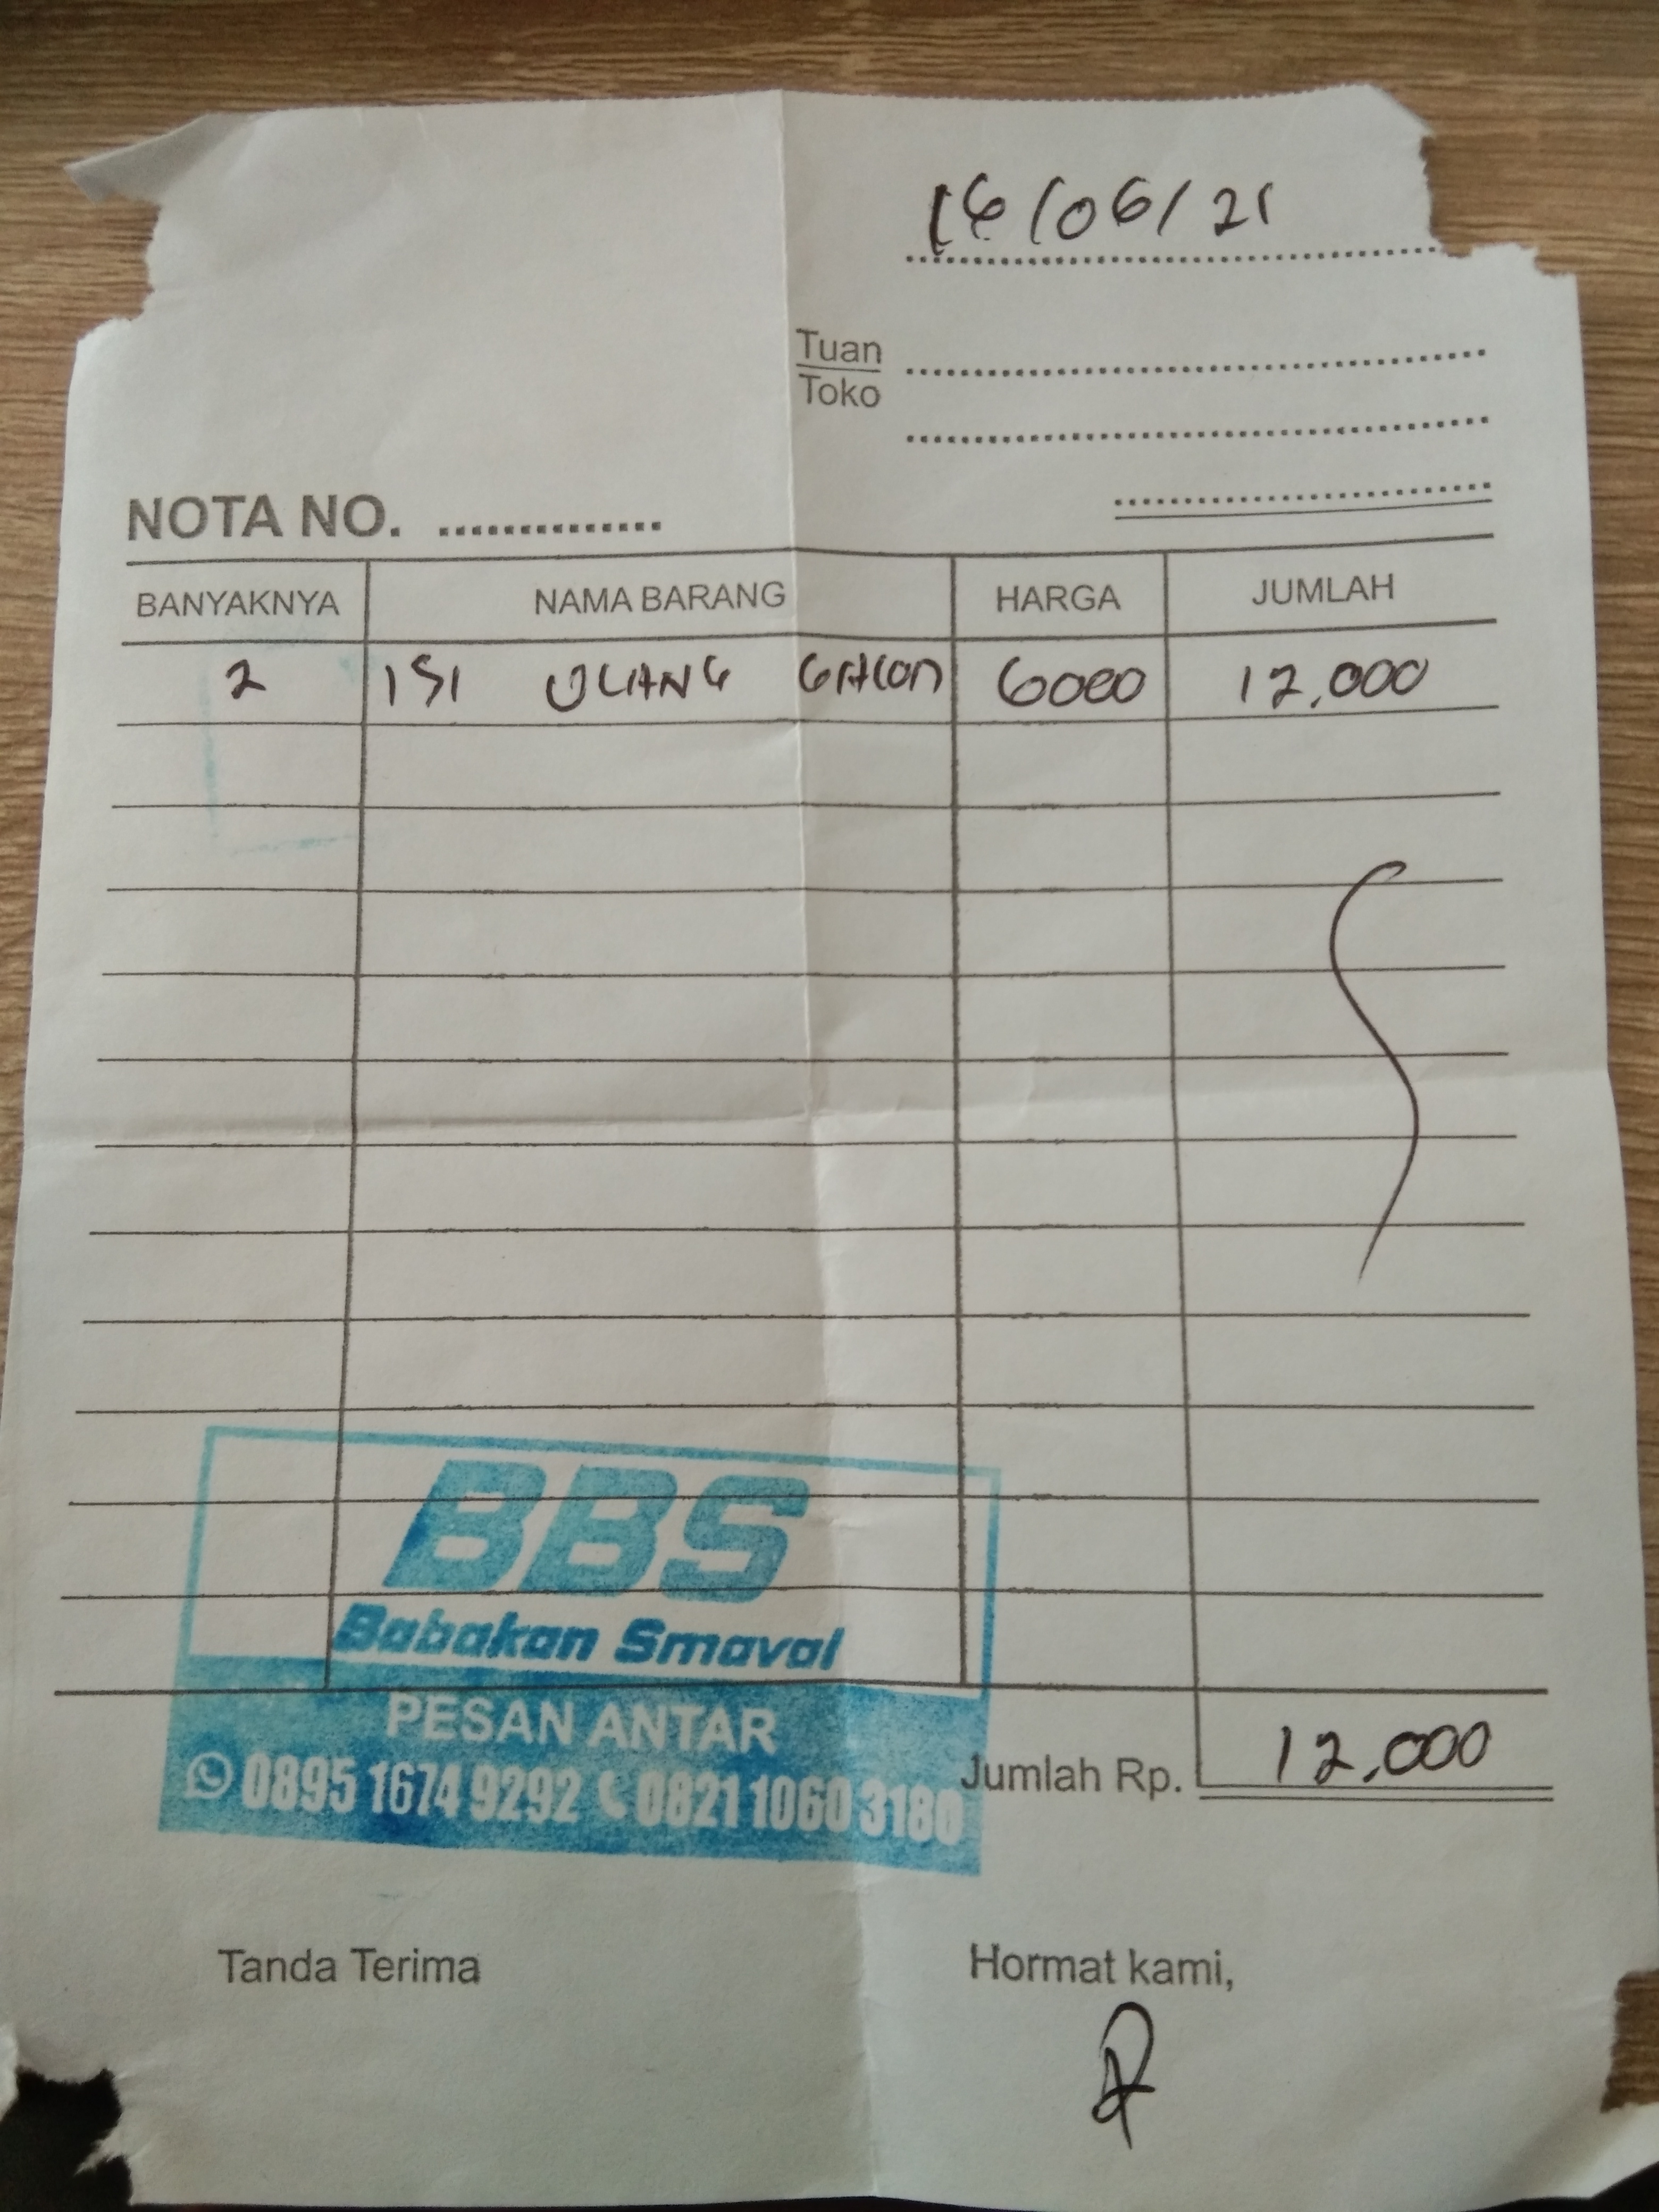 16/06/21
Tuan
Toko
NOTA NO.
BANYAKNYA NAMA BARANG HARGA JUMLAH
2 ISI ULANG GALON 6000 12.000
BBS
Babakan Smaval
PESAN ANTAR
0895 1674 9292 0821 1060 3180
Jumlah Rp. 12.000
Tanda Terima Hormat kami,